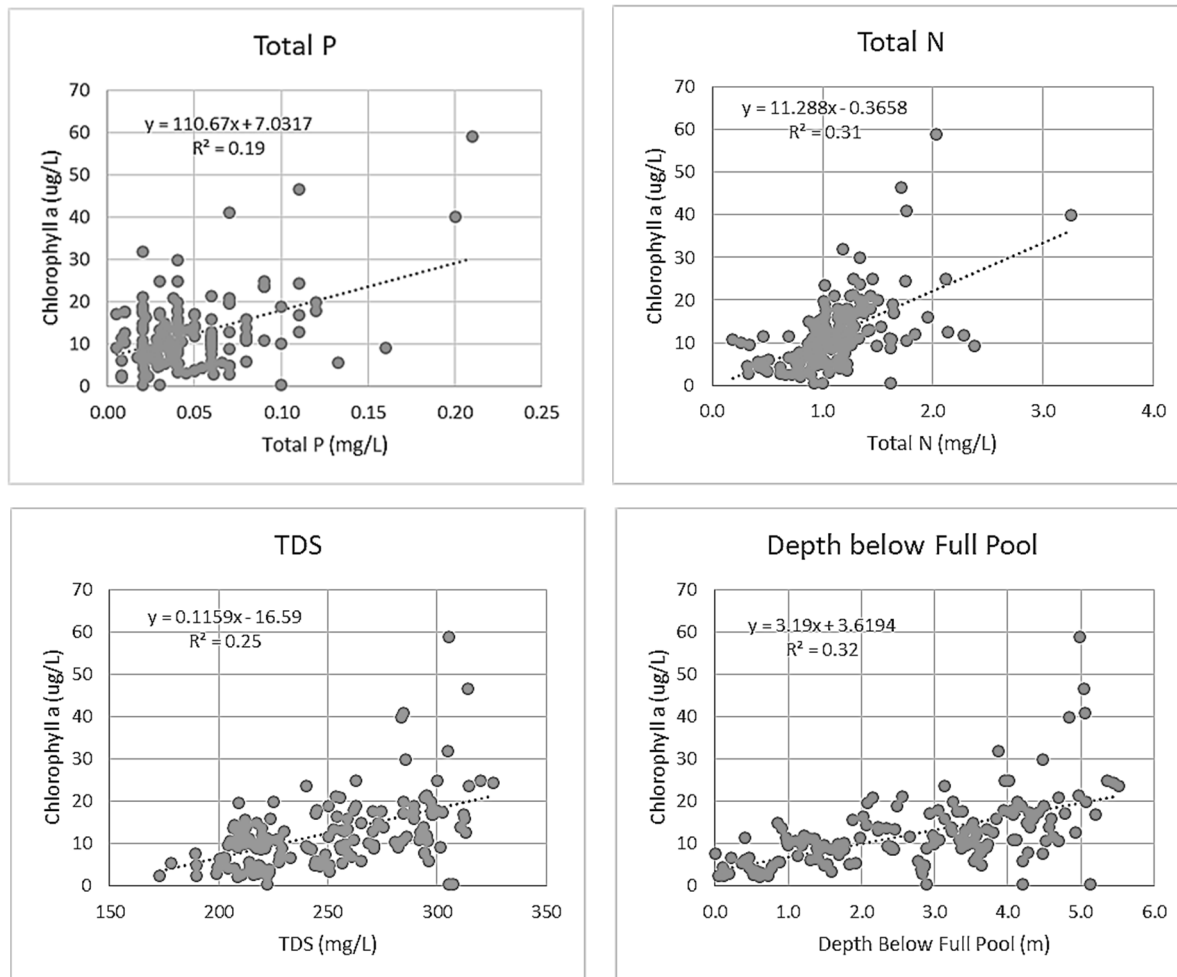 Total P
70
60
50
40
30
20
10
0
Chlorophyll a (ug/L)
y = 110.67x + 7.0317
R² = 0.19
0.00 0.05 0.10 0.15 0.20 0.25
Total P (mg/L)
Total N
70
60
50
40
30
20
10
0
Chlorophyll a (ug/L)
y = 11.288x - 0.3658
R² = 0.31
0.0 1.0 2.0 3.0 4.0
Total N (mg/L)
TDS
70
60
50
40
30
20
10
0
Chlorophyll a (ug/L)
y = 0.1159x - 16.59
R² = 0.25
150 200 250 300 350
TDS (mg/L)
Depth below Full Pool
70
60
50
40
30
20
10
0
Chlorophyll a (ug/L)
y = 3.19x + 3.6194
R² = 0.32
0.0 1.0 2.0 3.0 4.0 5.0 6.0
Depth Below Full Pool (m)